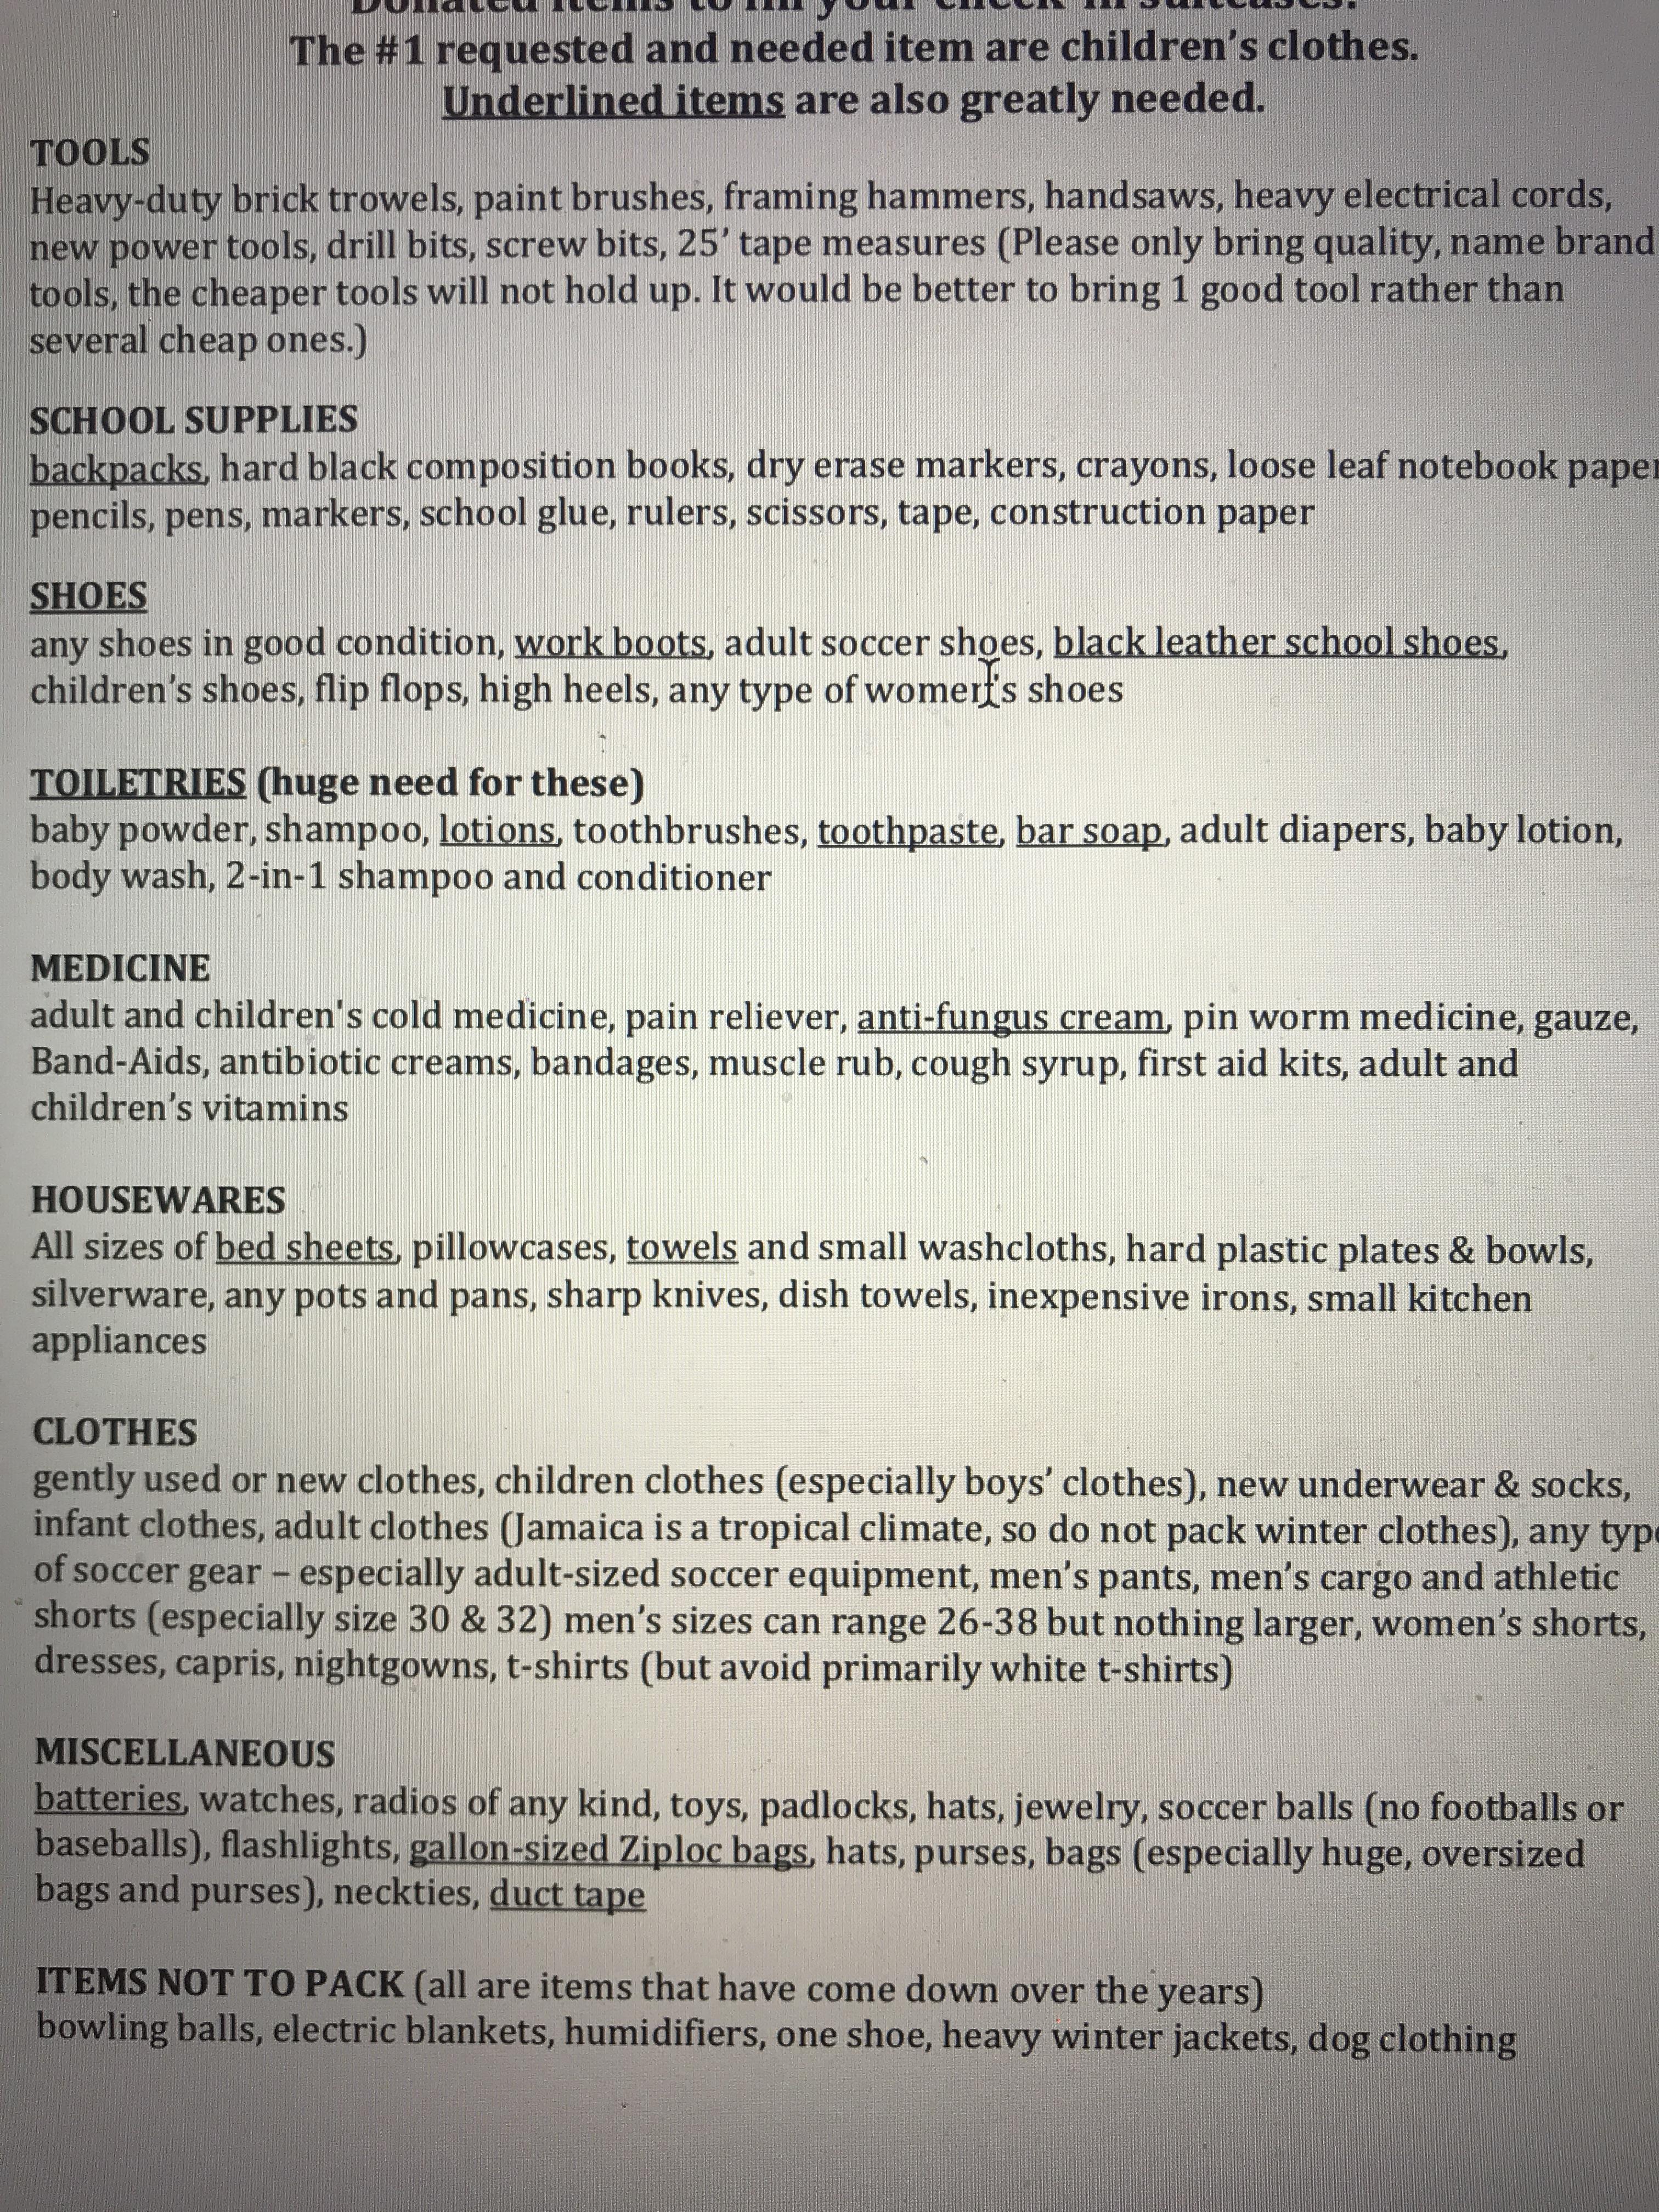 Donated items to fill your check-in suitcases.
The #1 requested and needed item are children’s clothes.
Underlined items are also greatly needed.
TOOLS
Heavy-duty brick trowels, paint brushes, framing hammers, handsaws, heavy electrical cords,
new power tools, drill bits, screw bits, 25’ tape measures (Please only bring quality, name brand
tools, the cheaper tools will not hold up. It would be better to bring 1 good tool rather than
several cheap ones.)
SCHOOL SUPPLIES
backpacks, hard black composition books, dry erase markers, crayons, loose leaf notebook paper
pencils, pens, markers, school glue, rulers, scissors, tape, construction paper
SHOES
any shoes in good condition, work boots, adult soccer shoes, black leather school shoes,
children’s shoes, flip flops, high heels, any type of women’s shoes
TOILETRIES (huge need for these)
baby powder, shampoo, lotions, toothbrushes, toothpaste, bar soap, adult diapers, baby lotion,
body wash, 2-in-1 shampoo and conditioner
MEDICINE
adult and children's cold medicine, pain reliever, anti-fungus cream, pin worm medicine, gauze,
Band-Aids, antibiotic creams, bandages, muscle rub, cough syrup, first aid kits, adult and
children’s vitamins
HOUSEWARES
All sizes of bed sheets, pillowcases, towels and small washcloths, hard plastic plates & bowls,
silverware, any pots and pans, sharp knives, dish towels, inexpensive irons, small kitchen
appliances
CLOTHES
gently used or new clothes, children clothes (especially boys’ clothes), new underwear & socks,
infant clothes, adult clothes (Jamaica is a tropical climate, so do not pack winter clothes), any type
of soccer gear – especially adult-sized soccer equipment, men’s pants, men’s cargo and athletic
shorts (especially size 30 & 32) men’s sizes can range 26-38 but nothing larger, women’s shorts,
dresses, capris, nightgowns, t-shirts (but avoid primarily white t-shirts)
MISCELLANEOUS
batteries, watches, radios of any kind, toys, padlocks, hats, jewelry, soccer balls (no footballs or
baseballs), flashlights, gallon-sized Ziploc bags, hats, purses, bags (especially huge, oversized
bags and purses), neckties, duct tape
ITEMS NOT TO PACK (all are items that have come down over the years)
bowling balls, electric blankets, humidifiers, one shoe, heavy winter jackets, dog clothing